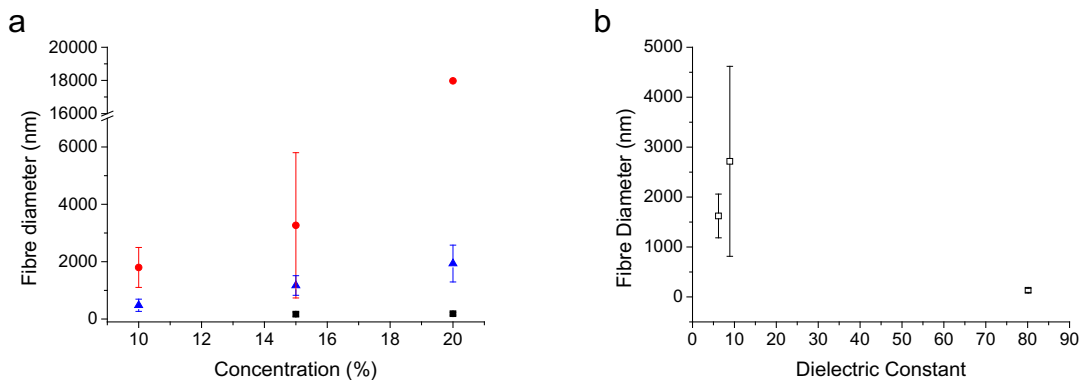 a
20000
18000
16000
6000
4000
2000
0
Fibre diameter (nm)
10 12 14 16 18 20
Concentration (%)
b
5000
4000
3000
2000
1000
0
Fibre Diameter (nm)
0 10 20 30 40 50 60 70 80 90
Dielectric Constant